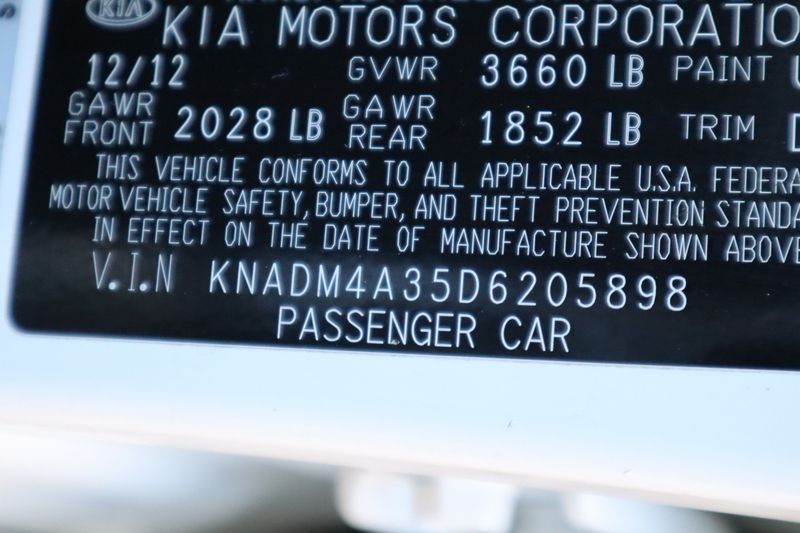 KIA
KIA MOTORS CORPORATIO
12/12 GVWR 3660 LB PAINT
GAWR FRONT 2028 LB GAWR REAR 1852 LB TRIM
THIS VEHICLE CONFORMS TO ALL APPLICABLE U.S.A. FEDERA
MOTOR VEHICLE SAFETY, BUMPER, AND THEFT PREVENTION STANDA
IN EFFECT ON THE DATE OF MANUFACTURE SHOWN ABOVE
V.I.N KNADM4A35D6205898
PASSENGER CAR